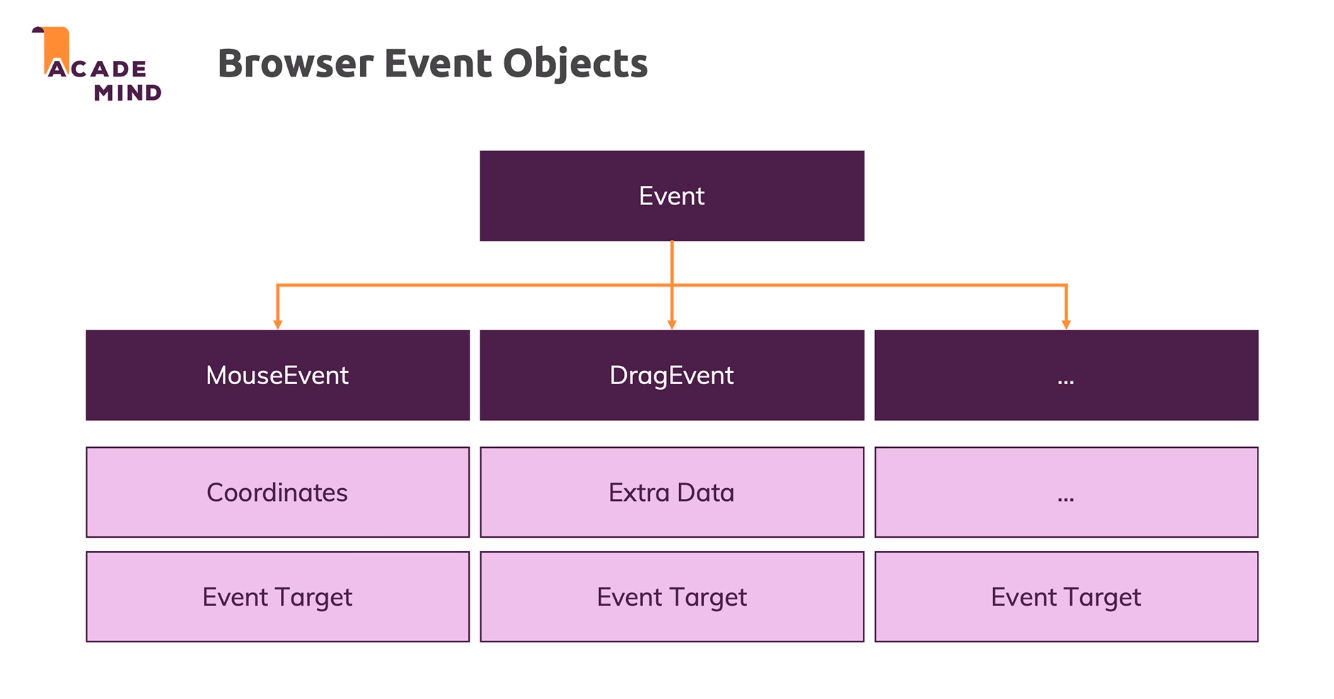 ACADE
MIND
Browser Event Objects
Event
MouseEvent
DragEvent
...
Coordinates
Extra Data
...
Event Target
Event Target
Event Target